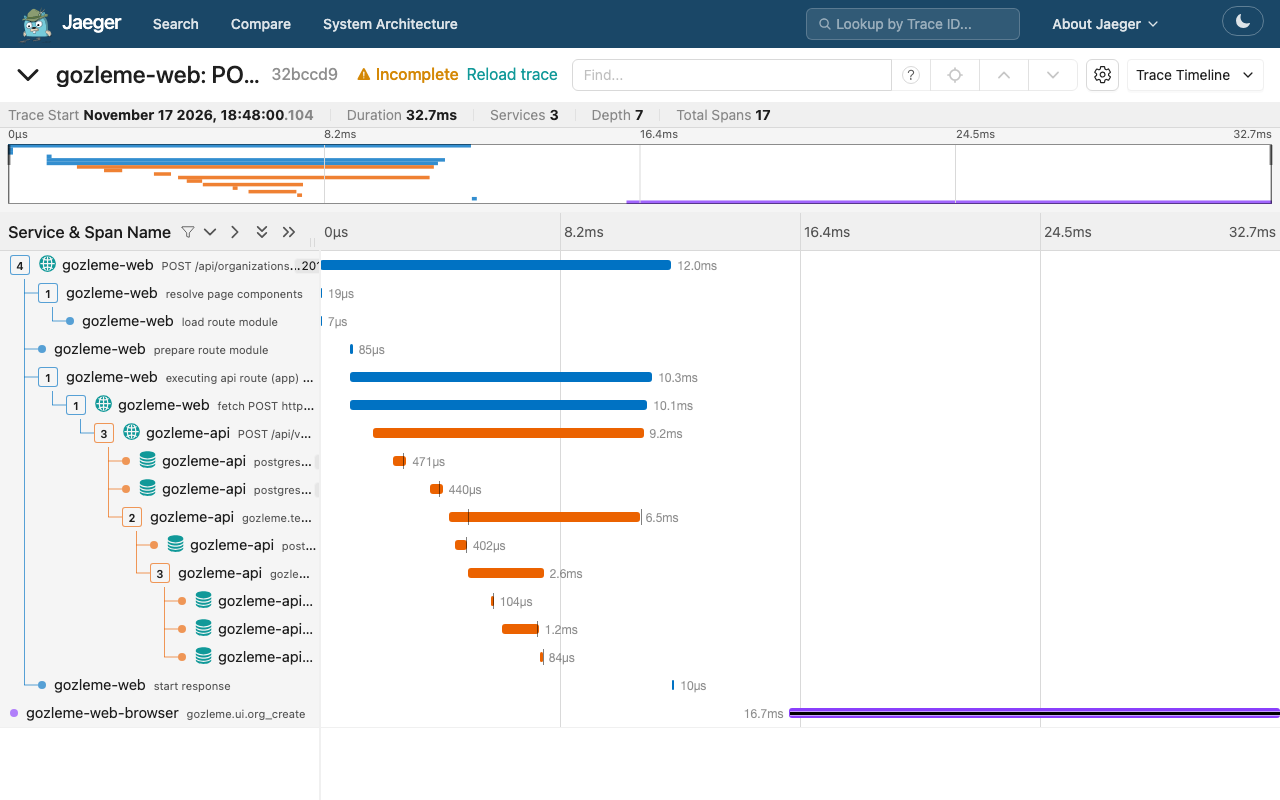 Jaeger Search Compare System Architecture Lookup by Trace ID... About Jaeger
gozleme-web: PO... 32bccd9 Incomplete Reload trace Find... ? Trace Timeline
Trace Start November 17 2026, 18:48:00.104 Duration 32.7ms Services 3 Depth 7 Total Spans 17
0μs 8.2ms 16.4ms 24.5ms 32.7ms
Service & Span Name 0μs 8.2ms 16.4ms 24.5ms 32.7ms
4 gozleme-web POST /api/organizations... 201 12.0ms
1 gozleme-web resolve page components 19μs
gozleme-web load route module 7μs
gozleme-web prepare route module 85μs
1 gozleme-web executing api route (app) ... 10.3ms
1 gozleme-web fetch POST http... 10.1ms
3 gozleme-api POST /api/v... 9.2ms
gozleme-api postgres... 471μs
gozleme-api postgres... 440μs
2 gozleme-api gozleme.te... 6.5ms
gozleme-api post... 402μs
3 gozleme-api gozle... 2.6ms
gozleme-api... 104μs
gozleme-api... 1.2ms
gozleme-api... 84μs
gozleme-web start response 10μs
gozleme-web-browser gozleme.ui.org_create 16.7ms